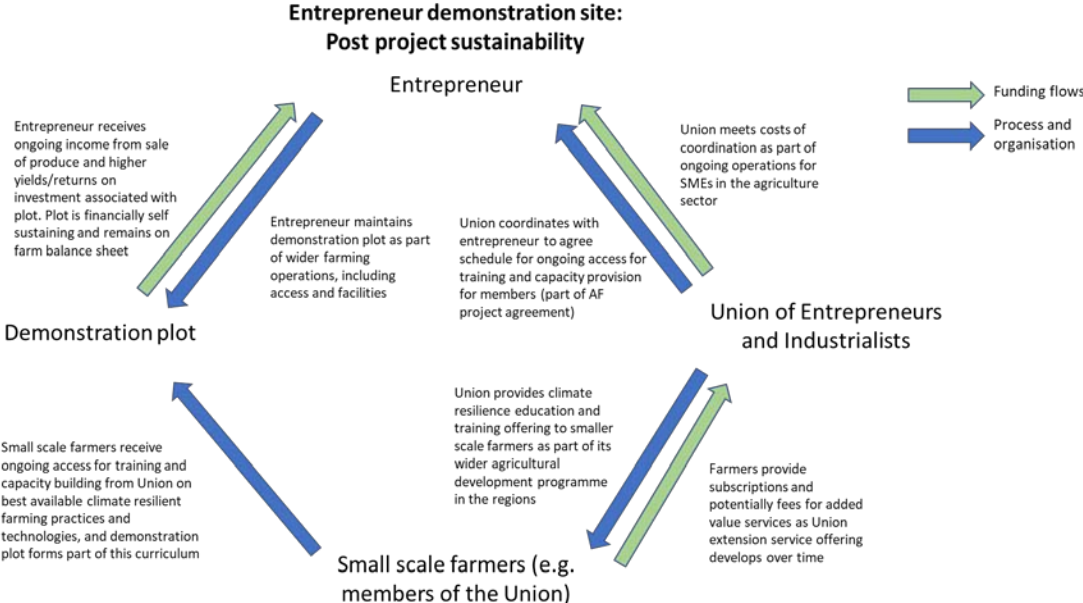 Entrepreneur demonstration site:
Post project sustainability
Entrepreneur
Funding flows
Process and
organisation
Entrepreneur receives
ongoing income from sale
of produce and higher
yields/returns on
investment associated with
plot. Plot is financially self
sustaining and remains on
farm balance sheet
Entrepreneur maintains
demonstration plot as part
of wider farming
operations, including
access and facilities
Union coordinates with
entrepreneur to agree
schedule for ongoing access for
training and capacity provision
for members (part of AF
project agreement)
Union meets costs of
coordination as part of
ongoing operations for
SMEs in the agriculture
sector
Demonstration plot
Union of Entrepreneurs
and Industrialists
Small scale farmers receive
ongoing access for training and
capacity building from Union on
best available climate resilient
farming practices and
technologies, and demonstration
plot forms part of this curriculum
Union provides climate
resilience education and
training offering to smaller
scale farmers as part of its
wider agricultural
development programme
in the regions
Farmers provide
subscriptions and
potentially fees for added
value services as Union
extension service offering
develops over time
Small scale farmers (e.g.
members of the Union)